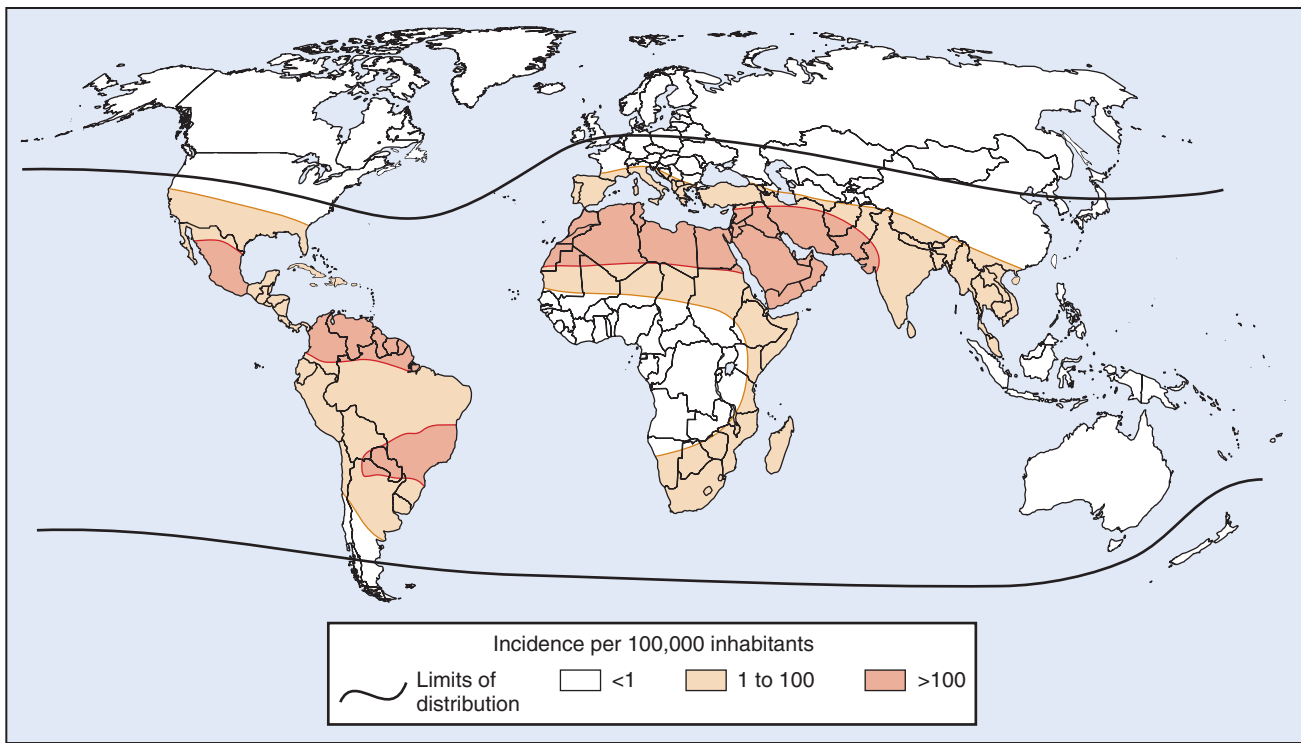 Incidence per 100,000 inhabitants
Limits of distribution
<1
1 to 100
>100